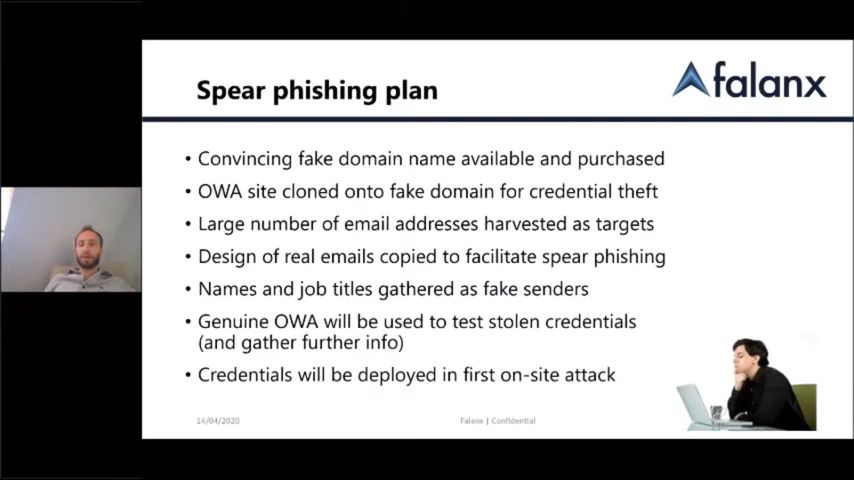 Spear phishing plan
falanx
• Convincing fake domain name available and purchased
• OWA site cloned onto fake domain for credential theft
• Large number of email addresses harvested as targets
• Design of real emails copied to facilitate spear phishing
• Names and job titles gathered as fake senders
• Genuine OWA will be used to test stolen credentials
(and gather further info)
• Credentials will be deployed in first on-site attack
14/04/2020
Falanx | Confidential